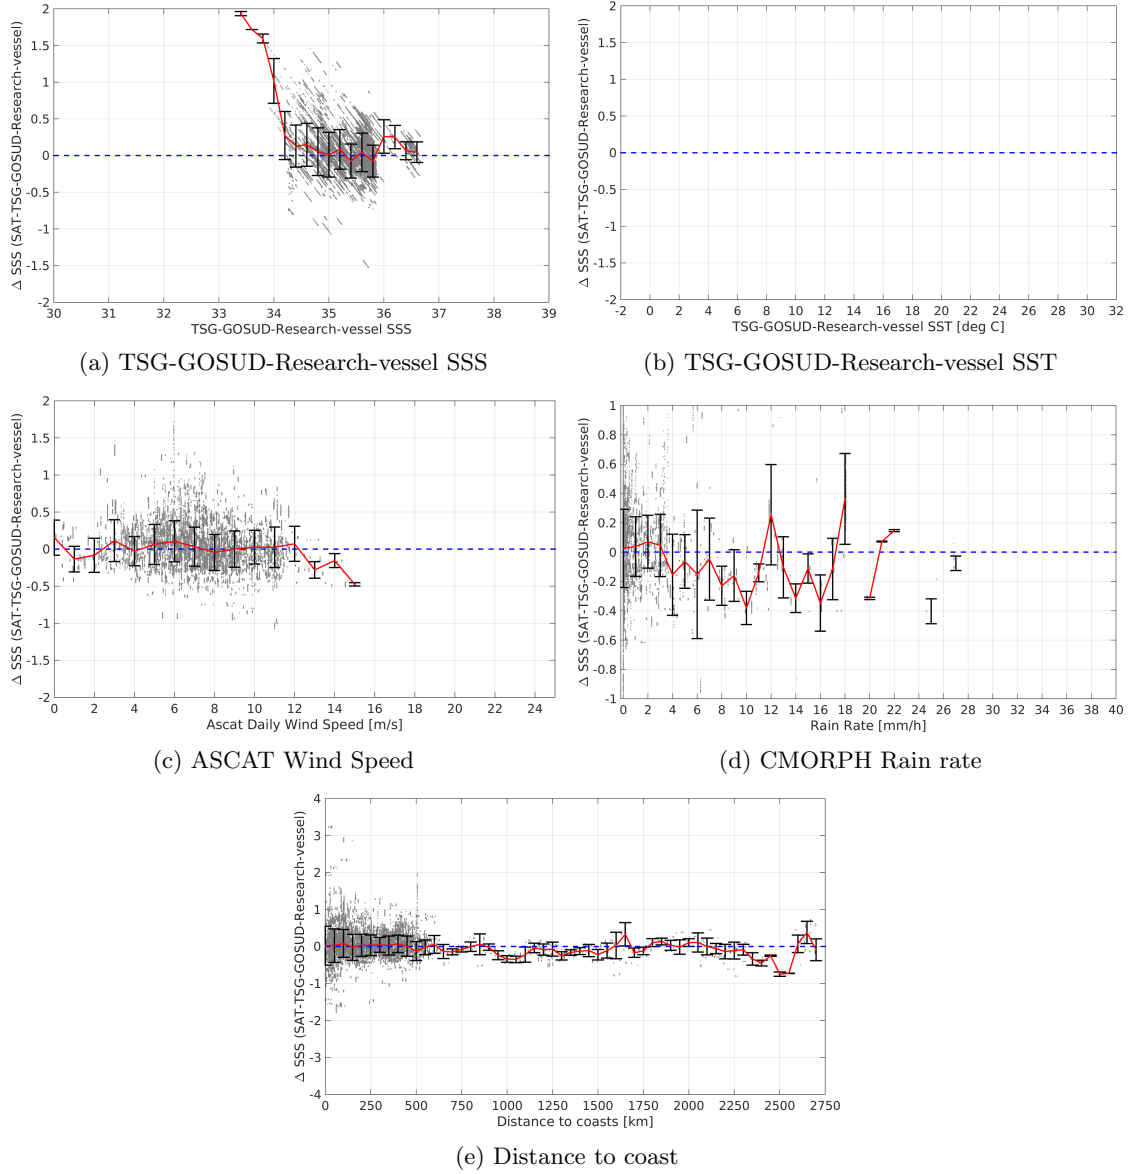 2
1.5
1
0.5
0
-0.5
-1
-1.5
-2
Δ SSS (SAT-TSG-GOSUD-Research-vessel)
30 31 32 33 34 35 36 37 38 39
TSG-GOSUD-Research-vessel SSS
(a) TSG-GOSUD-Research-vessel SSS
2
1.5
1
0.5
0
-0.5
-1
-1.5
-2
Δ SSS (SAT-TSG-GOSUD-Research-vessel)
-2 0 2 4 6 8 10 12 14 16 18 20 22 24 26 28 30 32
TSG-GOSUD-Research-vessel SST [deg C]
(b) TSG-GOSUD-Research-vessel SST
2
1.5
1
0.5
0
-0.5
-1
-1.5
-2
Δ SSS (SAT-TSG-GOSUD-Research-vessel)
0 2 4 6 8 10 12 14 16 18 20 22 24
Ascat Daily Wind Speed [m/s]
(c) ASCAT Wind Speed
1
0.8
0.6
0.4
0.2
0
-0.2
-0.4
-0.6
-0.8
-1
Δ SSS (SAT-TSG-GOSUD-Research-vessel)
0 2 4 6 8 10 12 14 16 18 20 22 24 26 28 30 32 34 36 38 40
Rain Rate [mm/h]
(d) CMORPH Rain rate
4
3
2
1
0
-1
-2
-3
-4
Δ SSS (SAT-TSG-GOSUD-Research-vessel)
0 250 500 750 1000 1250 1500 1750 2000 2250 2500 2750
Distance to coasts [km]
(e) Distance to coast